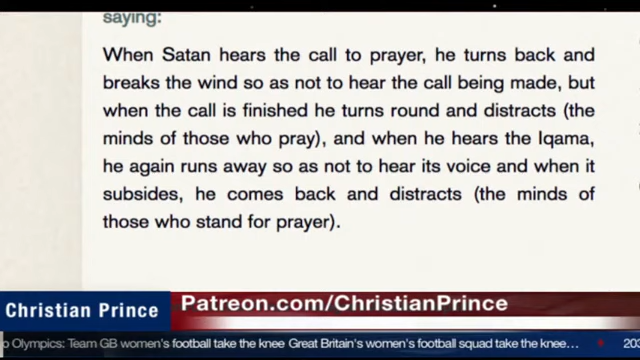 saying:
When Satan hears the call to prayer, he turns back and
breaks the wind so as not to hear the call being made, but
when the call is finished he turns round and distracts (the
minds of those who pray), and when he hears the Iqama,
he again runs away so as not to hear its voice and when it
subsides, he comes back and distracts (the minds of
those who stand for prayer).
Christian Prince
Patreon.com/ChristianPrince
o Olympics: Team GB women's football take the knee Great Britain's women's football squad take the knee...